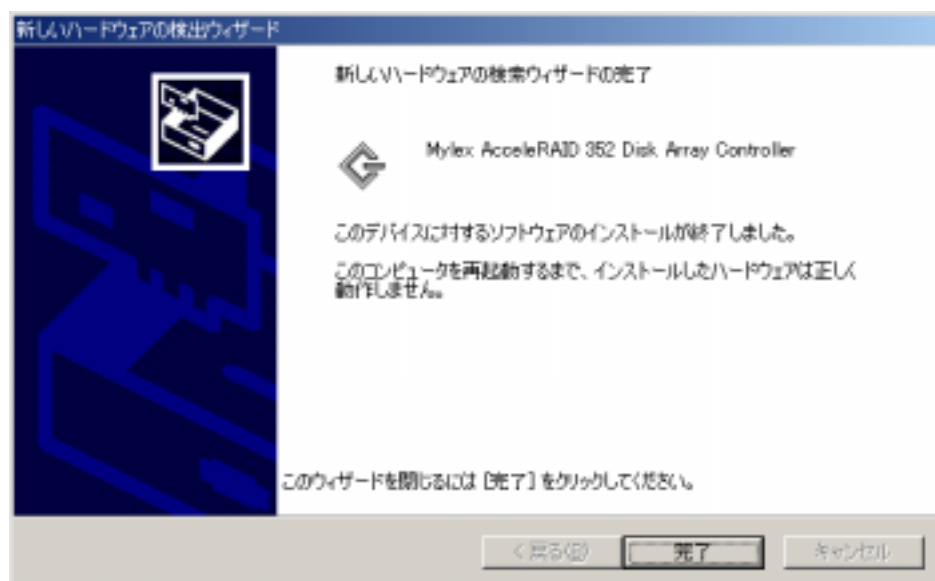 新しいハードウェアの検出ウィザード
新しいハードウェアの検索ウィザードの完了
Mylex AcceleRAID 352 Disk Array Controller
このデバイスに対するソフトウェアのインストールが終了しました。
このコンピュータを再起動するまで、インストールしたハードウェアは正しく
動作しません。
このウィザードを閉じるには [完了] をクリックしてください。
< 戻る(B) 完了 キャンセル